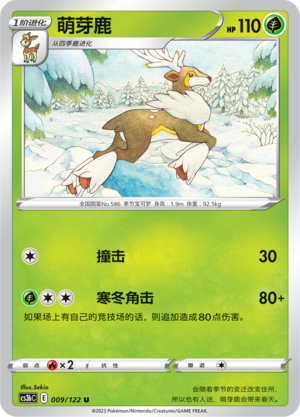 1阶进化
萌芽鹿
HP 110
从四季鹿进化
全国图鉴No.586 季节宝可梦 身高：1.9m 体重：92.5kg
撞击 30
寒冬角击 80+
如果场上有自己的竞技场的话，则追加造成80点伤害。
弱点 ×2 抵抗力 撤退
Illus.Sekio
cs3bC E 009/122 U
会随着季节的变迁改变住所，
所以也有人说，萌芽鹿会带来春天。
©2023 Pokémon/Nintendo/Creatures/GAME FREAK.